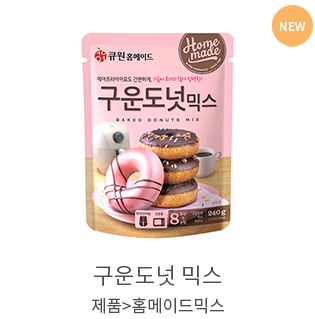 NEW
큐원홈메이드
Home made
에어프라이어로도 간편하게,
구운도넛믹스
BAKED DONUTS MIX
8
240g
구운도넛 믹스
제품>홈메이드믹스